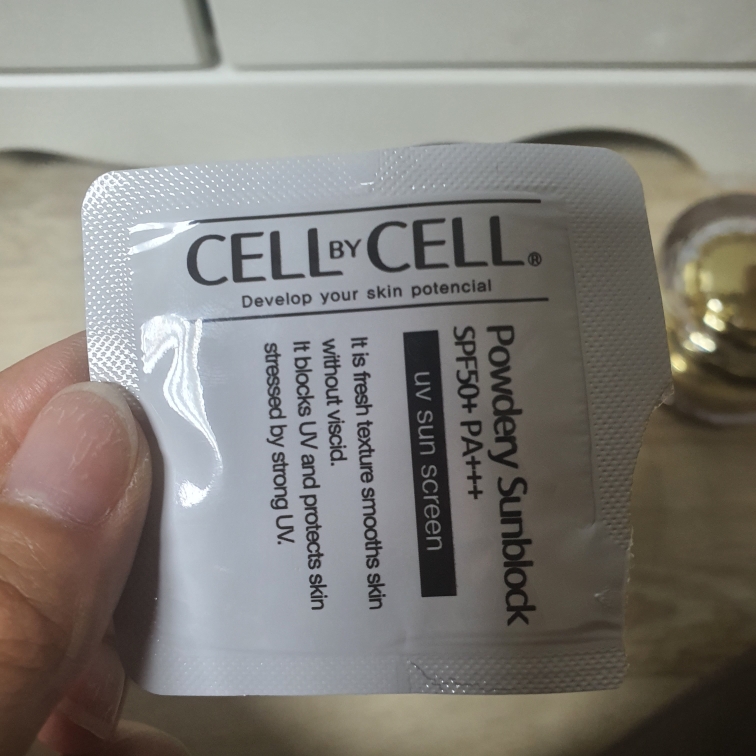 CELL BY CELL®
Develop your skin potencial
Powdery Sunblock
SPF50+ PA+++
uv sun screen
It is fresh texture smooths skin
without viscid.
It blocks UV and protects skin
stressed by strong UV.